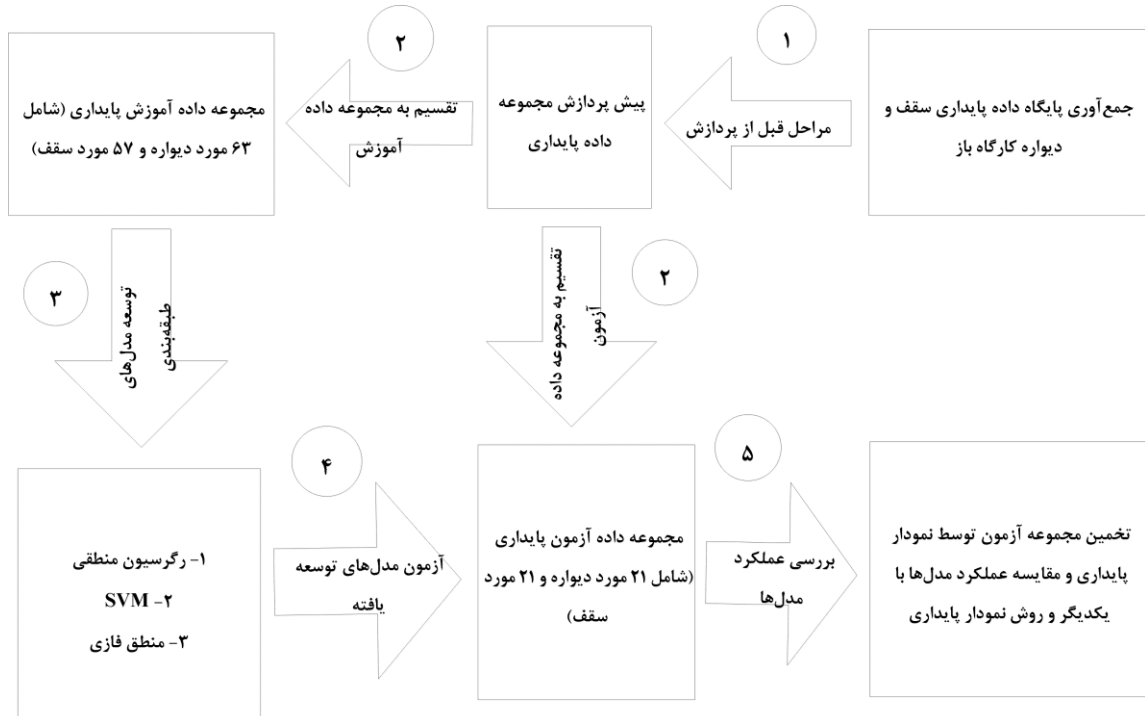 ۱
جمع‌آوری پایگاه داده پایداری سقف و
دیواره کارگاه باز
مراحل قبل از پردازش
پیش پردازش مجموعه
داده پایداری
۲
تقسیم به مجموعه داده
آموزش
مجموعه داده آموزش پایداری (شامل
۶۳ مورد دیواره و ۵۷ مورد سقف)
۲
تقسیم به مجموعه داده
آزمون
۳
توسعه مدل‌های
طبقه‌بندی
۱- رگرسیون منطقی
۲- SVM
۳- منطق فازی
۴
آزمون مدل‌های توسعه
یافته
مجموعه داده آزمون پایداری
(شامل ۲۱ مورد دیواره و ۲۱ مورد
سقف)
۵
بررسی عملکرد
مدل‌ها
تخمین مجموعه آزمون توسط نمودار
پایداری و مقایسه عملکرد مدل‌ها با
یکدیگر و روش نمودار پایداری